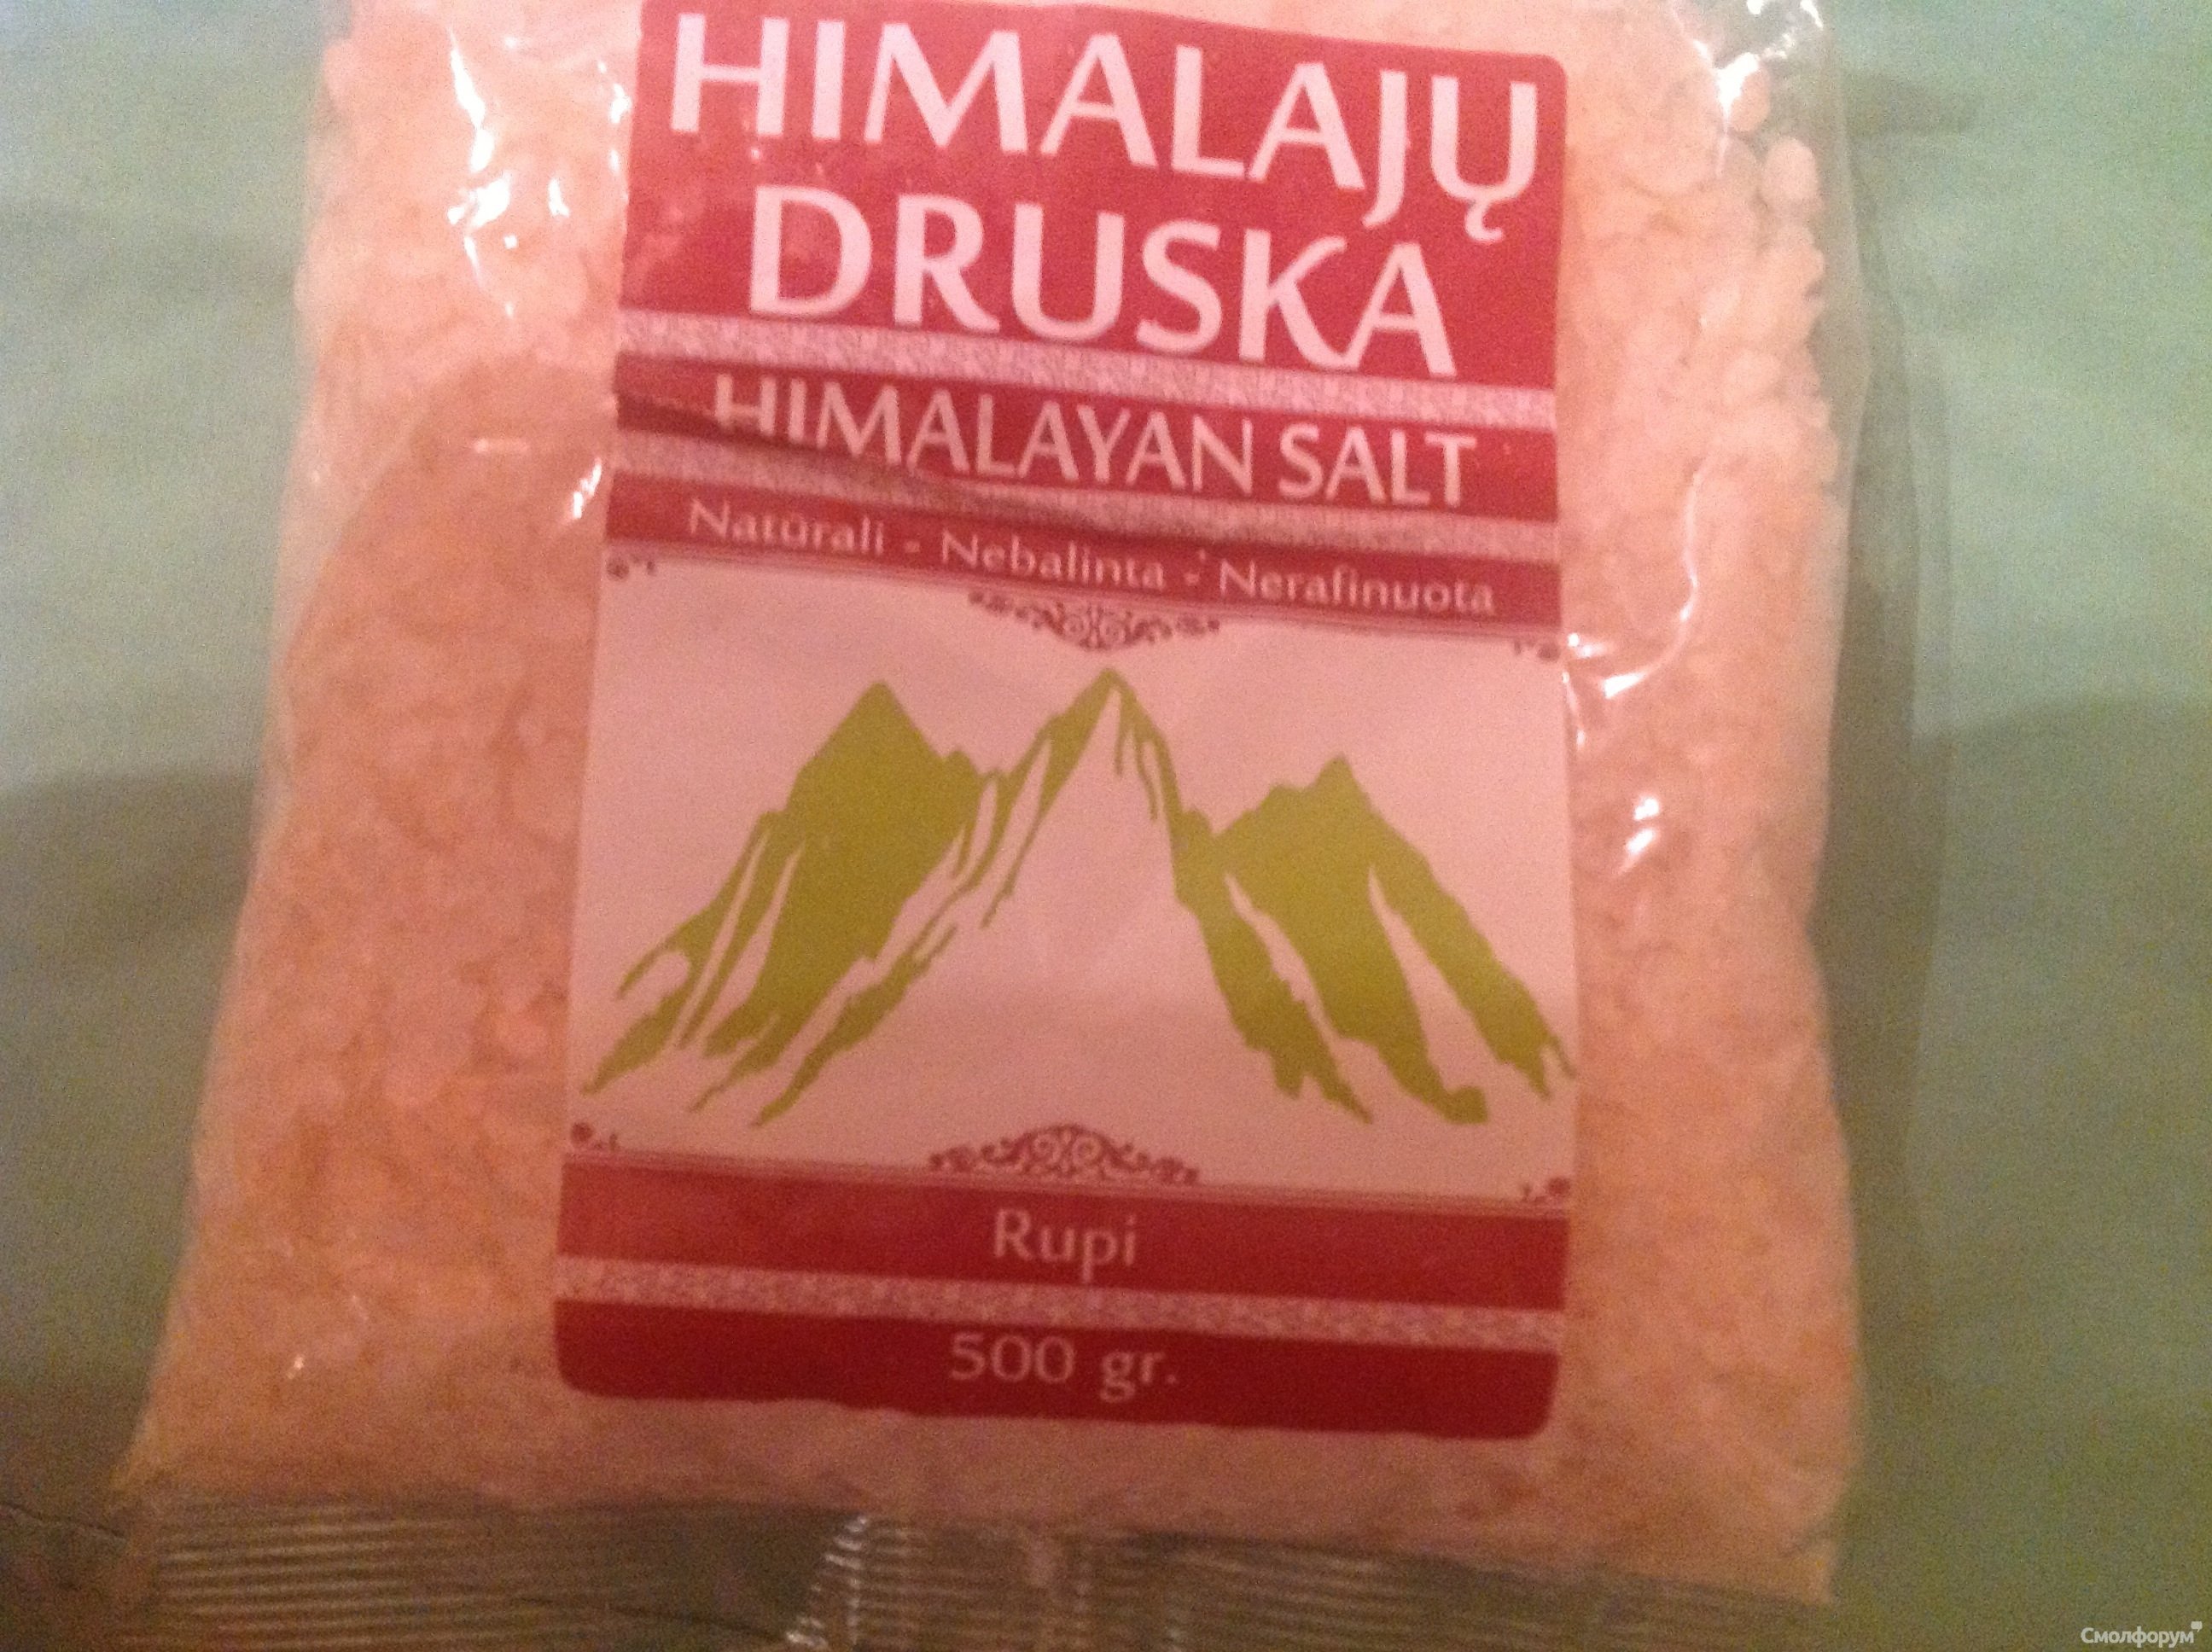 HIMALAJŲ
DRUSKA
HIMALAYAN SALT
Natūrali - Nebalinta - Nerafinuota
Rupi
500 gr.
Смолфорум